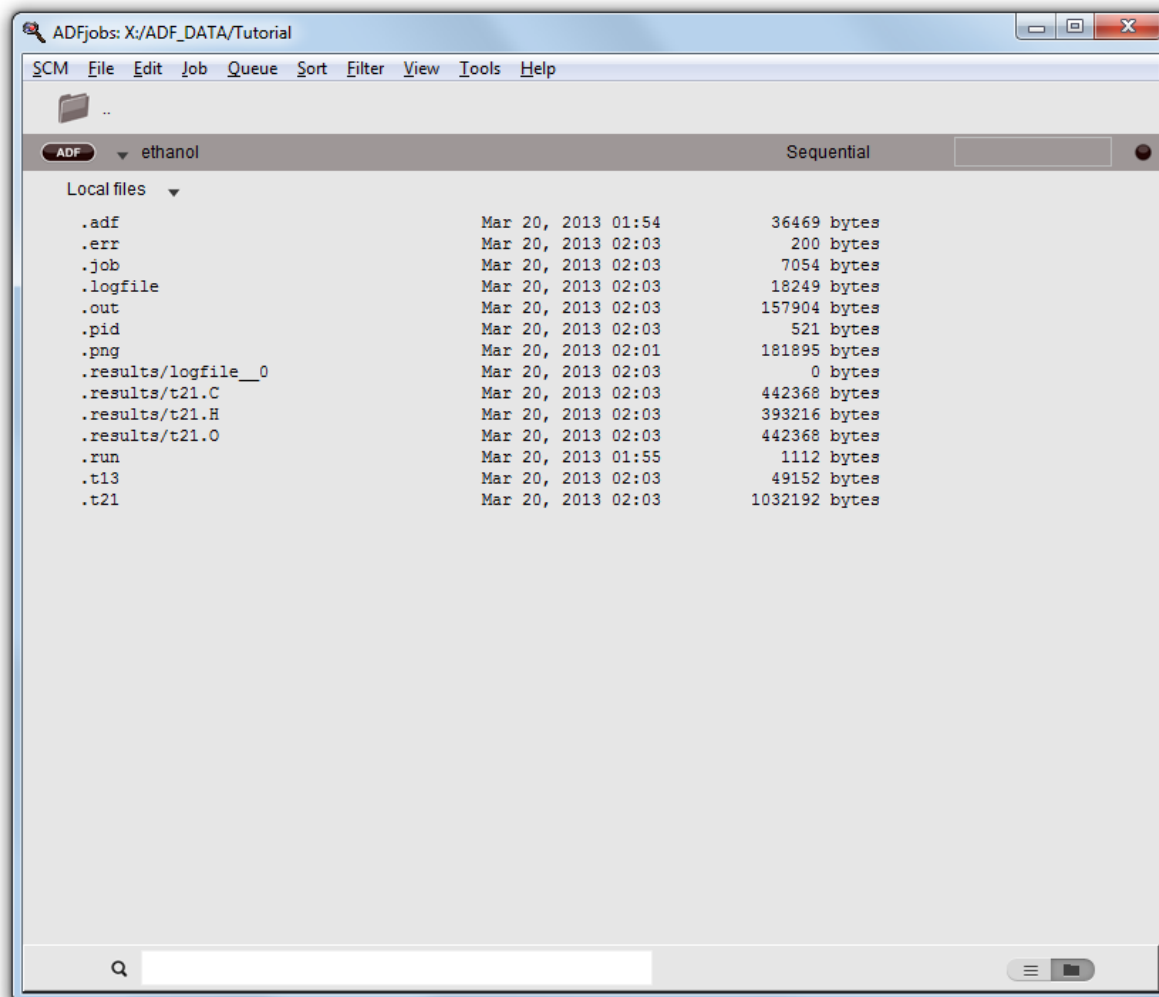 ADFjobs: X:/ADF_DATA/Tutorial
SCM File Edit Job Queue Sort Filter View Tools Help
..
ADF ethanol Sequential
Local files
.adf Mar 20, 2013 01:54 36469 bytes
.err Mar 20, 2013 02:03 200 bytes
.job Mar 20, 2013 02:03 7054 bytes
.logfile Mar 20, 2013 02:03 18249 bytes
.out Mar 20, 2013 02:03 157904 bytes
.pid Mar 20, 2013 02:03 521 bytes
.png Mar 20, 2013 02:01 181895 bytes
.results/logfile__0 Mar 20, 2013 02:03 0 bytes
.results/t21.C Mar 20, 2013 02:03 442368 bytes
.results/t21.H Mar 20, 2013 02:03 393216 bytes
.results/t21.O Mar 20, 2013 02:03 442368 bytes
.run Mar 20, 2013 01:55 1112 bytes
.t13 Mar 20, 2013 02:03 49152 bytes
.t21 Mar 20, 2013 02:03 1032192 bytes